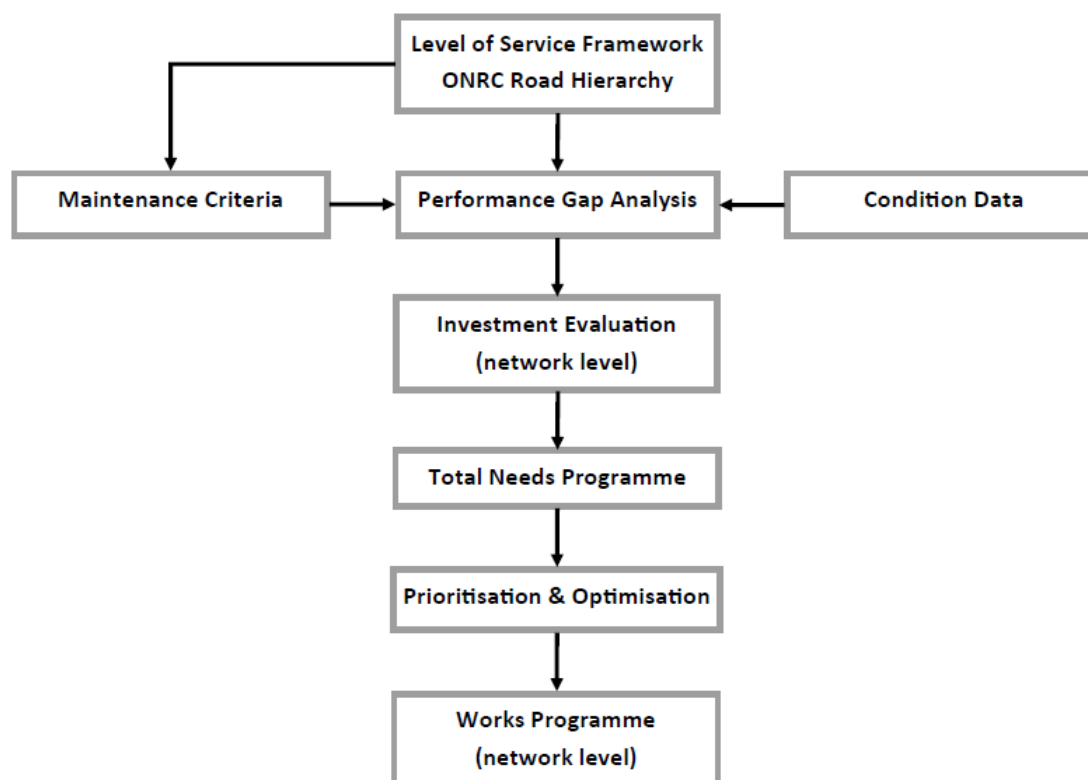 Level of Service Framework
ONRC Road Hierarchy
Maintenance Criteria
Performance Gap Analysis
Condition Data
Investment Evaluation
(network level)
Total Needs Programme
Prioritisation & Optimisation
Works Programme
(network level)